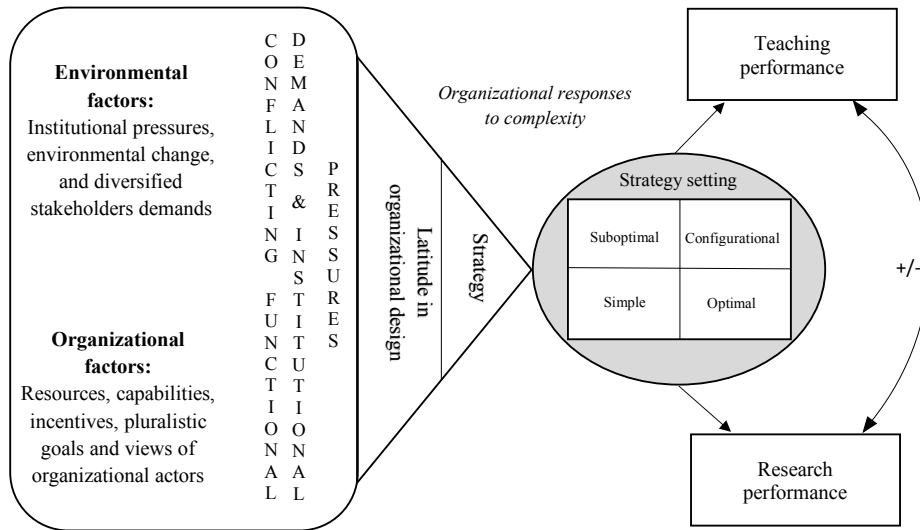 Environmental
factors:
Institutional pressures,
environmental change,
and diversified
stakeholders demands
Organizational
factors:
Resources, capabilities,
incentives, pluralistic
goals and views of
organizational actors
CONFLICTING FUNCTIONAL
DEMANDS & INSTITUTIONAL
PRESSURES
Latitude in
organizational design
Strategy
Organizational responses
to complexity
Strategy setting
Suboptimal
Configurational
Simple
Optimal
Teaching
performance
+/-
Research
performance